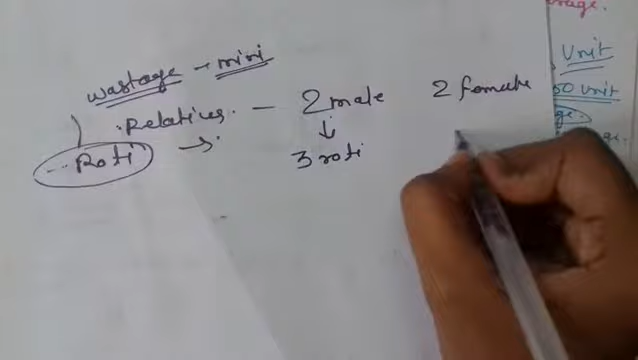 wastage → mini
Relatives. — 2 male 2 female
Roti → 3 roti
Unit
50 unit